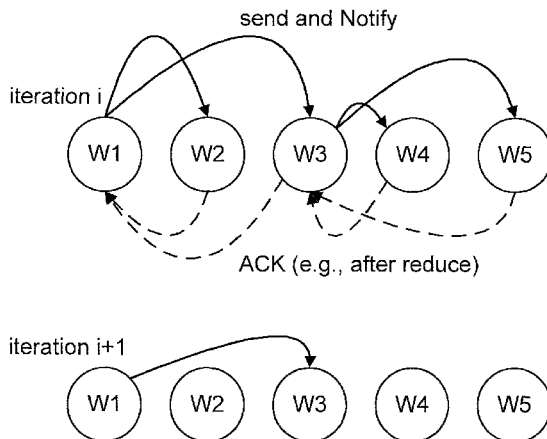 send and Notify
iteration i
W1 W2 W3 W4 W5
ACK (e.g., after reduce)
iteration i+1
W1 W2 W3 W4 W5